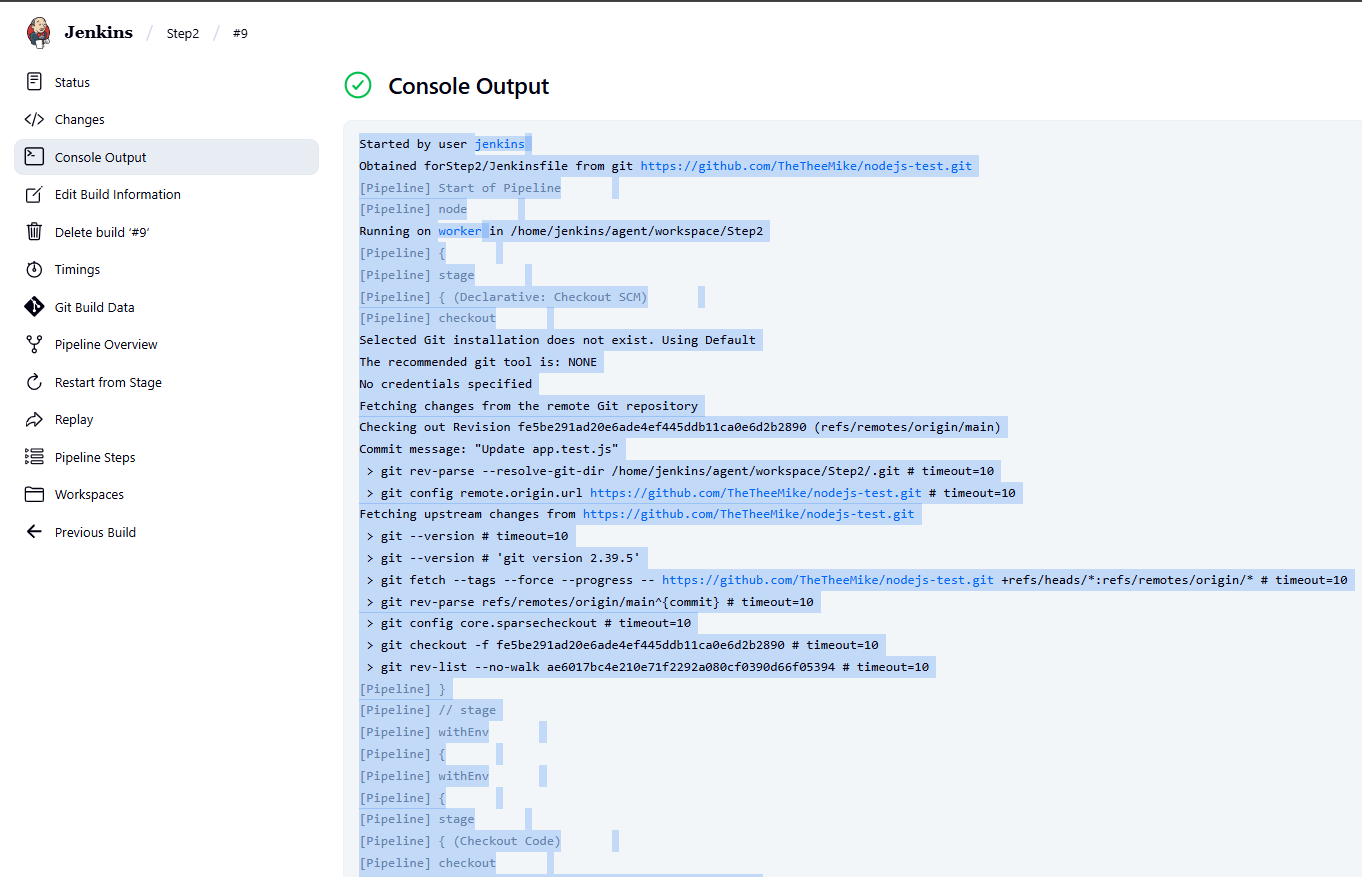 Jenkins / Step2 / #9
Status
Changes
Console Output
Edit Build Information
Delete build ‘#9’
Timings
Git Build Data
Pipeline Overview
Restart from Stage
Replay
Pipeline Steps
Workspaces
Previous Build
Console Output
Started by user jenkins
Obtained forStep2/Jenkinsfile from git https://github.com/TheTheeMike/nodejs-test.git
[Pipeline] Start of Pipeline
[Pipeline] node
Running on worker in /home/jenkins/agent/workspace/Step2
[Pipeline] {
[Pipeline] stage
[Pipeline] { (Declarative: Checkout SCM)
[Pipeline] checkout
Selected Git installation does not exist. Using Default
The recommended git tool is: NONE
No credentials specified
Fetching changes from the remote Git repository
Checking out Revision fe5be291ad20e6ade4ef445ddb11ca0e6d2b2890 (refs/remotes/origin/main)
Commit message: "Update app.test.js"
> git rev-parse --resolve-git-dir /home/jenkins/agent/workspace/Step2/.git # timeout=10
> git config remote.origin.url https://github.com/TheTheeMike/nodejs-test.git # timeout=10
Fetching upstream changes from https://github.com/TheTheeMike/nodejs-test.git
> git --version # timeout=10
> git --version # 'git version 2.39.5'
> git fetch --tags --force --progress -- https://github.com/TheTheeMike/nodejs-test.git +refs/heads/*:refs/remotes/origin/* # timeout=10
> git rev-parse refs/remotes/origin/main^{commit} # timeout=10
> git config core.sparsecheckout # timeout=10
> git checkout -f fe5be291ad20e6ade4ef445ddb11ca0e6d2b2890 # timeout=10
> git rev-list --no-walk ae6017bc4e210e71f2292a080cf0390d66f05394 # timeout=10
[Pipeline] }
[Pipeline] // stage
[Pipeline] withEnv
[Pipeline] {
[Pipeline] withEnv
[Pipeline] {
[Pipeline] stage
[Pipeline] { (Checkout Code)
[Pipeline] checkout